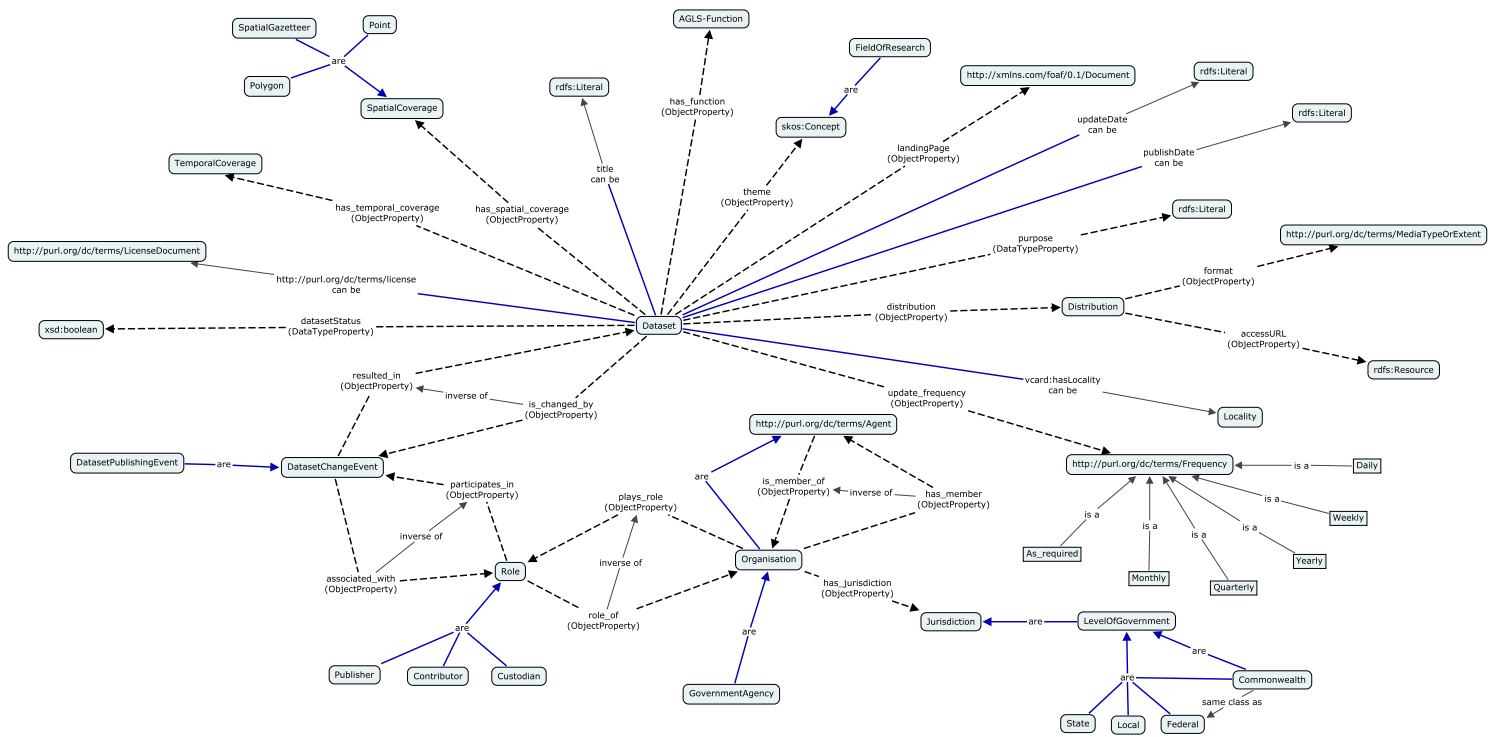 SpatialGazetteer
Point
are
Polygon
SpatialCoverage
AGLS-Function
FieldOfResearch
are
skos:Concept
http://xmlns.com/foaf/0.1/Document
rdfs:Literal
rdfs:Literal
rdfs:Literal
has_function
(ObjectProperty)
updateDate
can be
publishDate
can be
landingPage
(ObjectProperty)
TemporalCoverage
title
can be
theme
(ObjectProperty)
has_temporal_coverage
(ObjectProperty)
has_spatial_coverage
(ObjectProperty)
rdfs:Literal
purpose
(DataTypeProperty)
http://purl.org/dc/terms/MediaTypeOrExtent
http://purl.org/dc/terms/LicenseDocument
http://purl.org/dc/terms/license
can be
format
(ObjectProperty)
distribution
(ObjectProperty)
Distribution
xsd:boolean
datasetStatus
(DataTypeProperty)
Dataset
accessURL
(ObjectProperty)
rdfs:Resource
resulted_in
(ObjectProperty)
inverse of
is_changed_by
(ObjectProperty)
update_frequency
(ObjectProperty)
vcard:hasLocality
can be
Locality
http://purl.org/dc/terms/Agent
DatasetPublishingEvent
are
DatasetChangeEvent
http://purl.org/dc/terms/Frequency
is a
Daily
participates_in
(ObjectProperty)
are
is_member_of
(ObjectProperty)
inverse of
has_member
(ObjectProperty)
plays_role
(ObjectProperty)
is a
Weekly
is a
is a
is a
is a
inverse of
As_required
Monthly
Quarterly
Yearly
associated_with
(ObjectProperty)
Role
inverse of
Organisation
has_jurisdiction
(ObjectProperty)
role_of
(ObjectProperty)
are
are
Jurisdiction
are
LevelOfGovernment
are
Publisher
Contributor
Custodian
GovernmentAgency
are
Commonwealth
same class as
State
Local
Federal